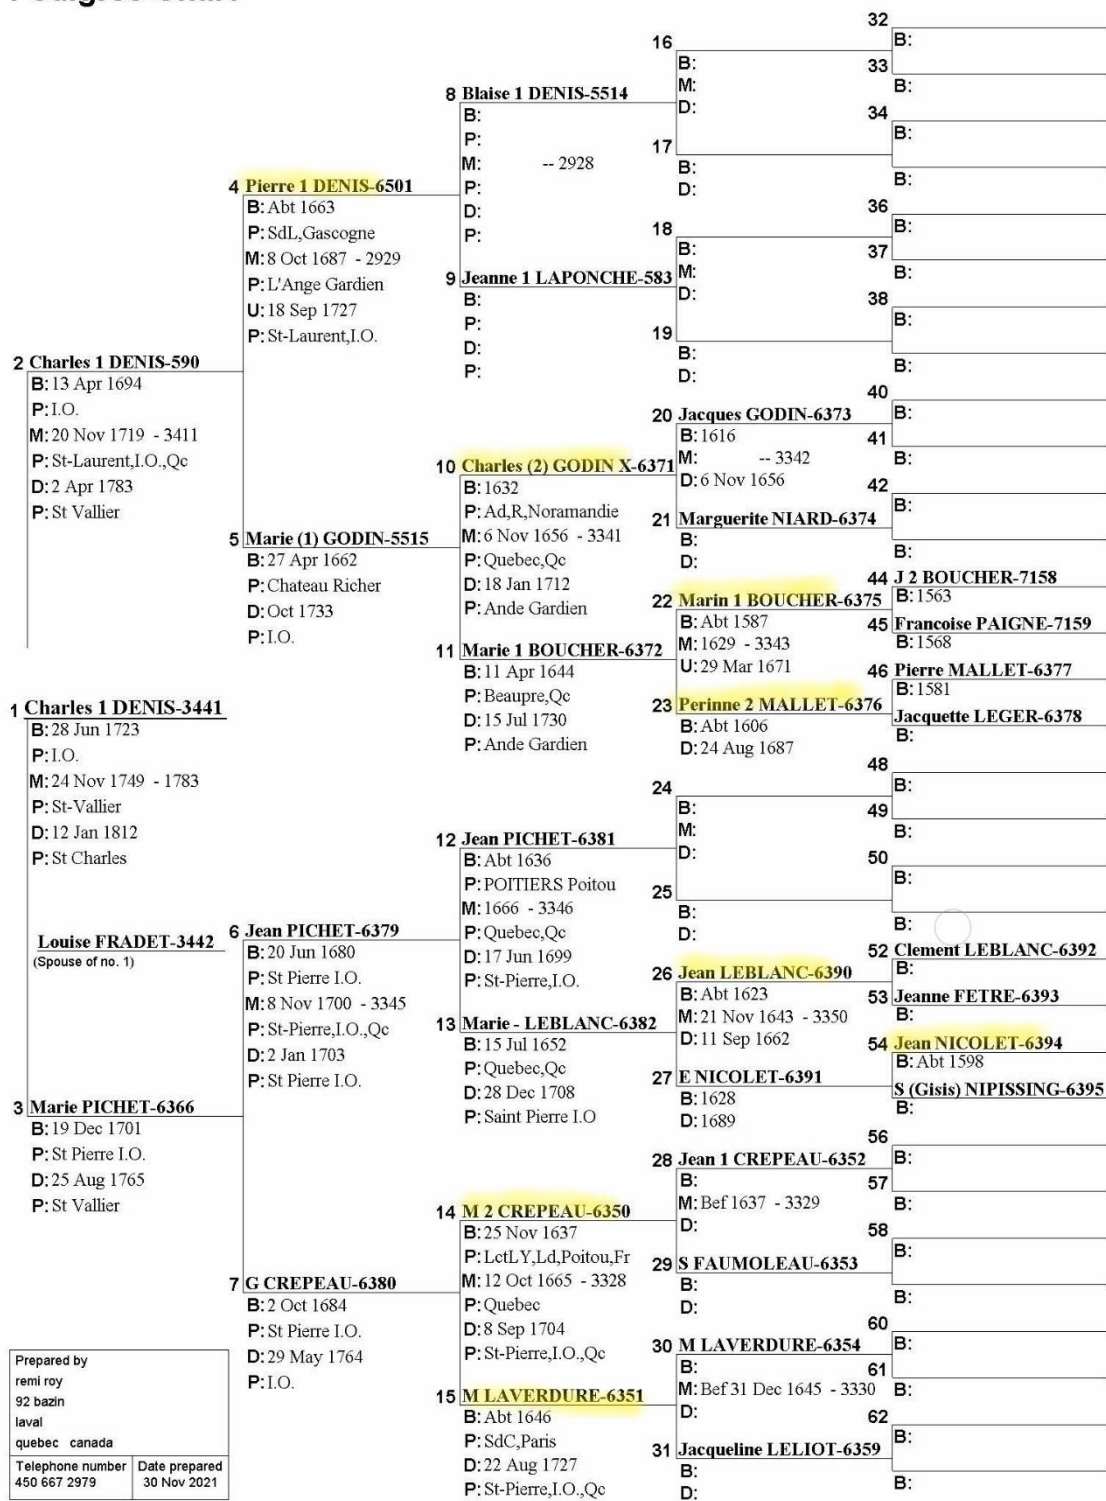 32
B:
16
B:
33
M:
B:
8 Blaise 1 DENIS-5514
D:
34
B:
B:
P:
17
M: -- 2928
B:
B:
4 Pierre 1 DENIS-6501
P:
D:
B: Abt 1663
D:
36
P: SdL,Gascogne
P:
18
B:
M: 8 Oct 1687 - 2929
B:
37
P: L'Ange Gardien
9 Jeanne 1 LAPONCHE-583
M:
B:
U: 18 Sep 1727
B:
D:
38
P: St-Laurent,I.O.
P:
19
B:
D:
B:
2 Charles 1 DENIS-590
P:
D:
B:
B: 13 Apr 1694
40
P: I.O.
20 Jacques GODIN-6373
B:
M: 20 Nov 1719 - 3411
B: 1616
41
P: St-Laurent,I.O.,Qc
10 Charles (2) GODIN X-6371
M: -- 3342
B:
D: 2 Apr 1783
B: 1632
D: 6 Nov 1656
42
P: St Vallier
P: Ad,R,Noramandie
21 Marguerite NIARD-6374
B:
5 Marie (1) GODIN-5515
M: 6 Nov 1656 - 3341
B:
B:
B: 27 Apr 1662
P: Quebec,Qc
D:
44 J 2 BOUCHER-7158
P: Chateau Richer
D: 18 Jan 1712
22 Marin 1 BOUCHER-6375
B: 1563
D: Oct 1733
P: Ande Gardien
B: Abt 1587
45 Francoise PAIGNE-7159
P: I.O.
11 Marie 1 BOUCHER-6372
M: 1629 - 3343
B: 1568
B: 11 Apr 1644
U: 29 Mar 1671
46 Pierre MALLET-6377
P: Beaupre,Qc
23 Perinne 2 MALLET-6376
B: 1581
1 Charles 1 DENIS-3441
D: 15 Jul 1730
B: Abt 1606
Jacquette LEGER-6378
B: 28 Jun 1723
P: Ande Gardien
D: 24 Aug 1687
B:
P: I.O.
48
M: 24 Nov 1749 - 1783
24
B:
P: St-Vallier
B:
49
D: 12 Jan 1812
12 Jean PICHET-6381
M:
B:
P: St Charles
B: Abt 1636
D:
50
P: POITIERS Poitou
25
B:
M: 1666 - 3346
B:
B:
Louise FRADET-3442
6 Jean PICHET-6379
P: Quebec,Qc
D:
52 Clement LEBLANC-6392
(Spouse of no. 1)
B: 20 Jun 1680
D: 17 Jun 1699
26 Jean LEBLANC-6390
B:
P: St Pierre I.O.
P: St-Pierre,I.O.
B: Abt 1623
53 Jeanne FETRE-6393
M: 8 Nov 1700 - 3345
13 Marie - LEBLANC-6382
M: 21 Nov 1643 - 3350
B:
P: St-Pierre,I.O.,Qc
B: 15 Jul 1652
D: 11 Sep 1662
54 Jean NICOLET-6394
D: 2 Jan 1703
P: Quebec,Qc
27 E NICOLET-6391
B: Abt 1598
P: St Pierre I.O.
D: 28 Dec 1708
B: 1628
S (Gisis) NIPISSING-6395
3 Marie PICHET-6366
P: Saint Pierre I.O
D: 1689
B:
B: 19 Dec 1701
56
P: St Pierre I.O.
28 Jean 1 CREPEAU-6352
B:
D: 25 Aug 1765
B:
57
P: St Vallier
14 M 2 CREPEAU-6350
M: Bef 1637 - 3329
B:
B: 25 Nov 1637
D:
58
P: LctLY,Ld,Poitou,Fr
29 S FAUMOLEAU-6353
B:
7 G CREPEAU-6380
M: 12 Oct 1665 - 3328
B:
B:
B: 2 Oct 1684
P: Quebec
D:
60
P: St Pierre I.O.
D: 8 Sep 1704
30 M LAVERDURE-6354
B:
D: 29 May 1764
P: St-Pierre,I.O.,Qc
B:
61
P: I.O.
15 M LAVERDURE-6351
M: Bef 31 Dec 1645 - 3330
B:
B: Abt 1646
D:
62
P: SdC,Paris
31 Jacqueline LELIOT-6359
B:
D: 22 Aug 1727
B:
B:
P: St-Pierre,I.O.,Qc
D:
Prepared by
remi roy
92 bazin
laval
quebec canada
Telephone number
450 667 2979
Date prepared
30 Nov 2021